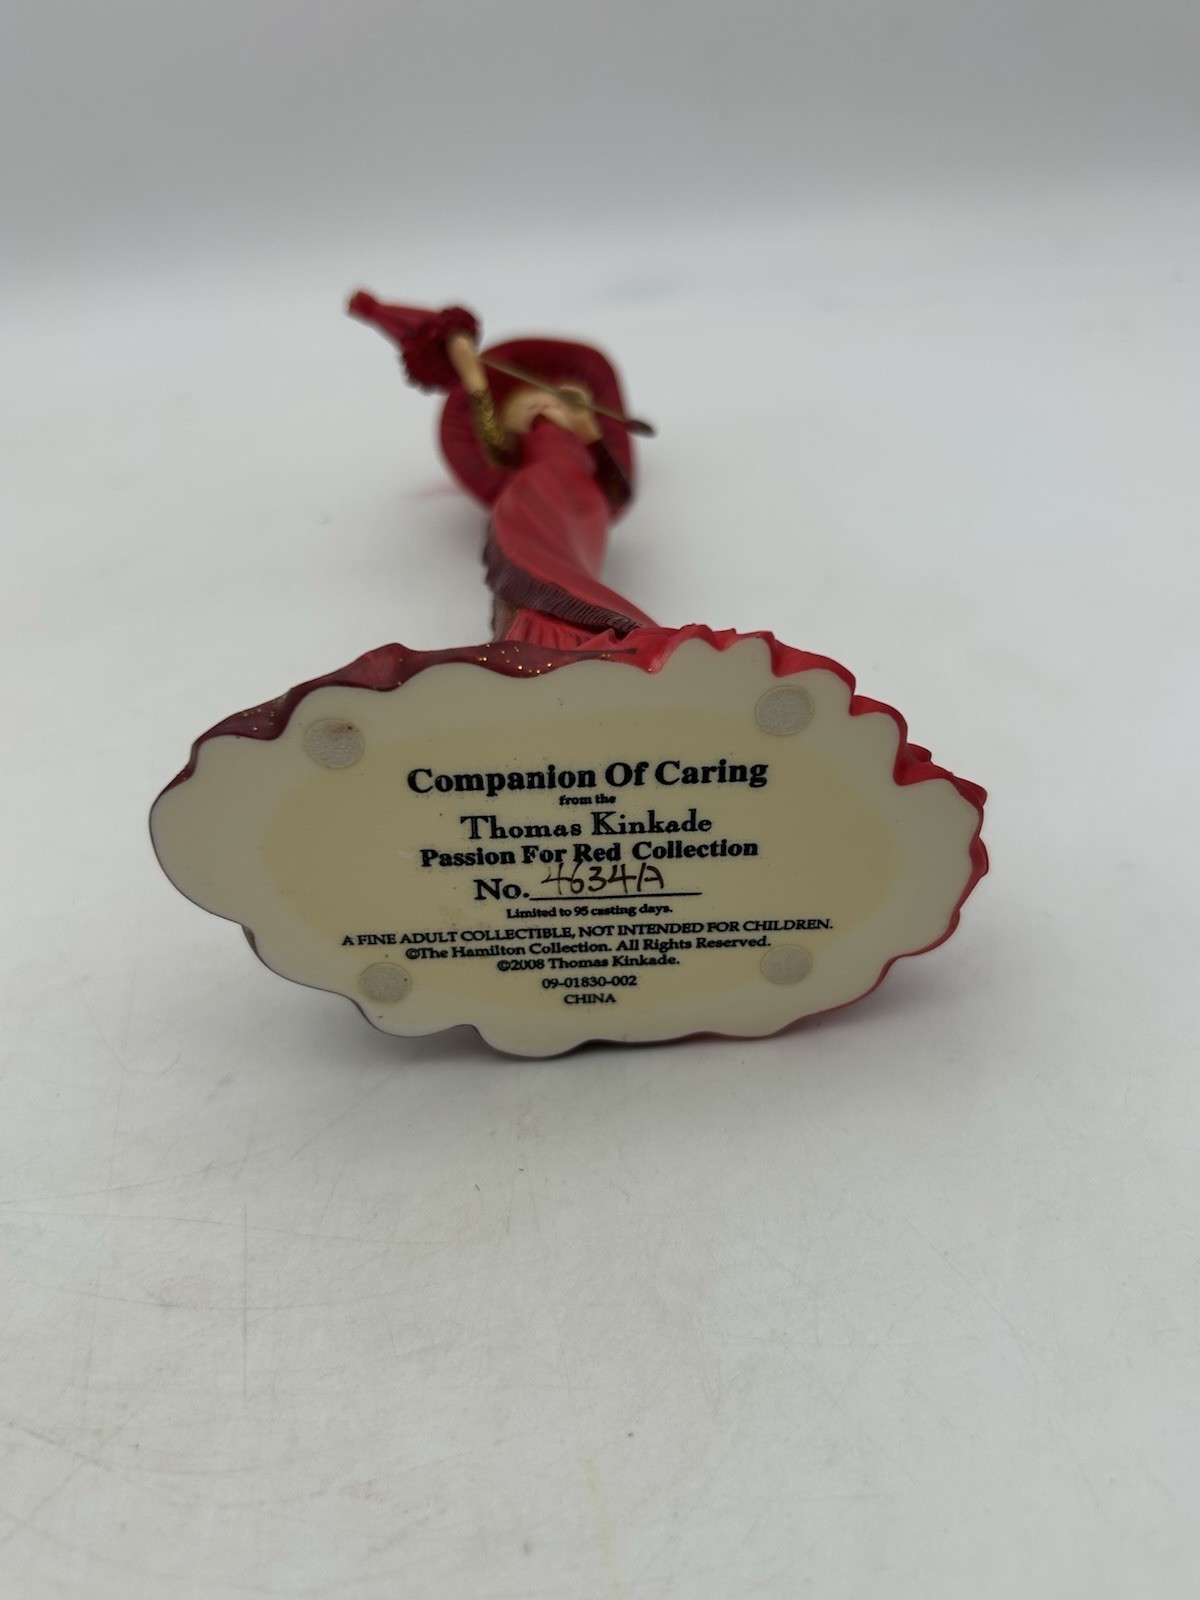 Companion Of Caring
from the
Thomas Kinkade
Passion For Red Collection
No. 4634/A
Limited to 95 casting days.
A FINE ADULT COLLECTIBLE, NOT INTENDED FOR CHILDREN.
©The Hamilton Collection. All Rights Reserved.
©2008 Thomas Kinkade.
09-01830-002
CHINA